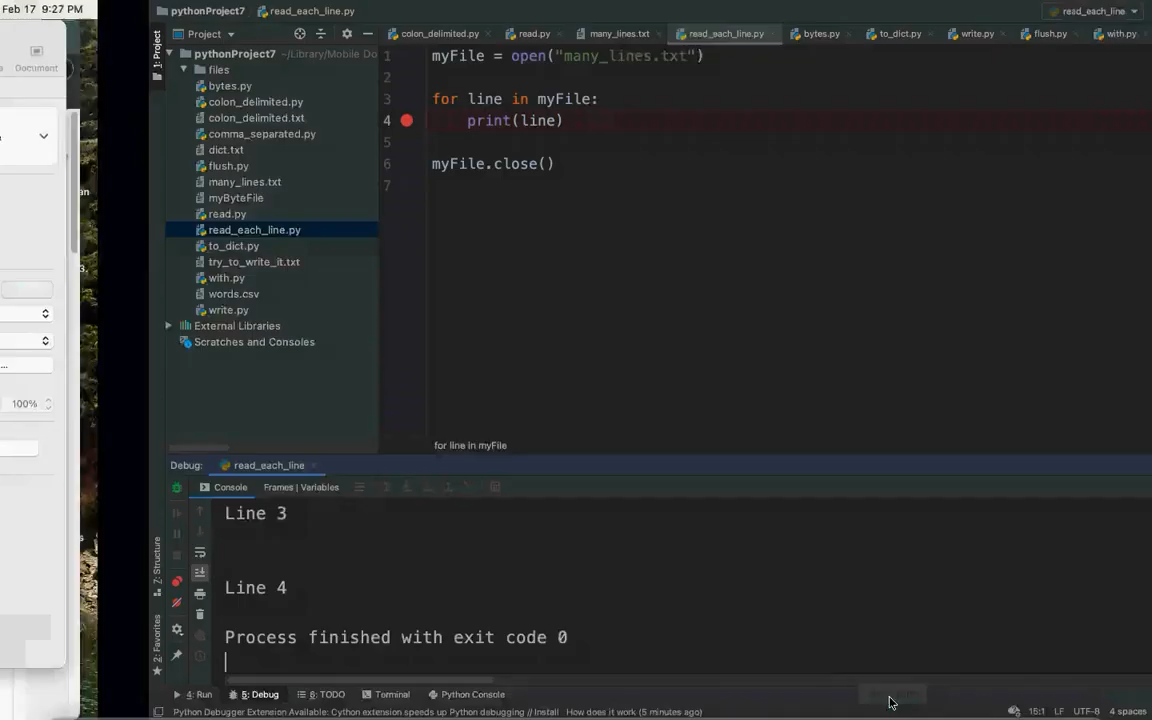 Feb 17 9:27 PM
pythonProject7 read_each_line.py
read_each_line
Document
1: Project
Project
colon_delimited.py
read.py
many_lines.txt
read_each_line.py
bytes.py
to_dict.py
write.py
flush.py
with.py
pythonProject7 ~/Library/Mobile Do
files
bytes.py
colon_delimited.py
colon_delimited.txt
comma_separated.py
dict.txt
flush.py
many_lines.txt
myByteFile
read.py
read_each_line.py
to_dict.py
try_to_write_it.txt
with.py
words.csv
write.py
External Libraries
Scratches and Consoles
1 myFile = open("many_lines.txt")
2
3 for line in myFile:
4 print(line)
5
6 myFile.close()
7
100%
for line in myFile
Debug: read_each_line
Console Frames | Variables
Line 3
Line 4
Process finished with exit code 0
7: Structure
2: Favorites
4: Run 5: Debug 6: TODO Terminal Python Console
Python Debugger Extension Available: Cython extension speeds up Python debugging // Install How does it work (5 minutes ago)
15:1 LF UTF-8 4 spaces